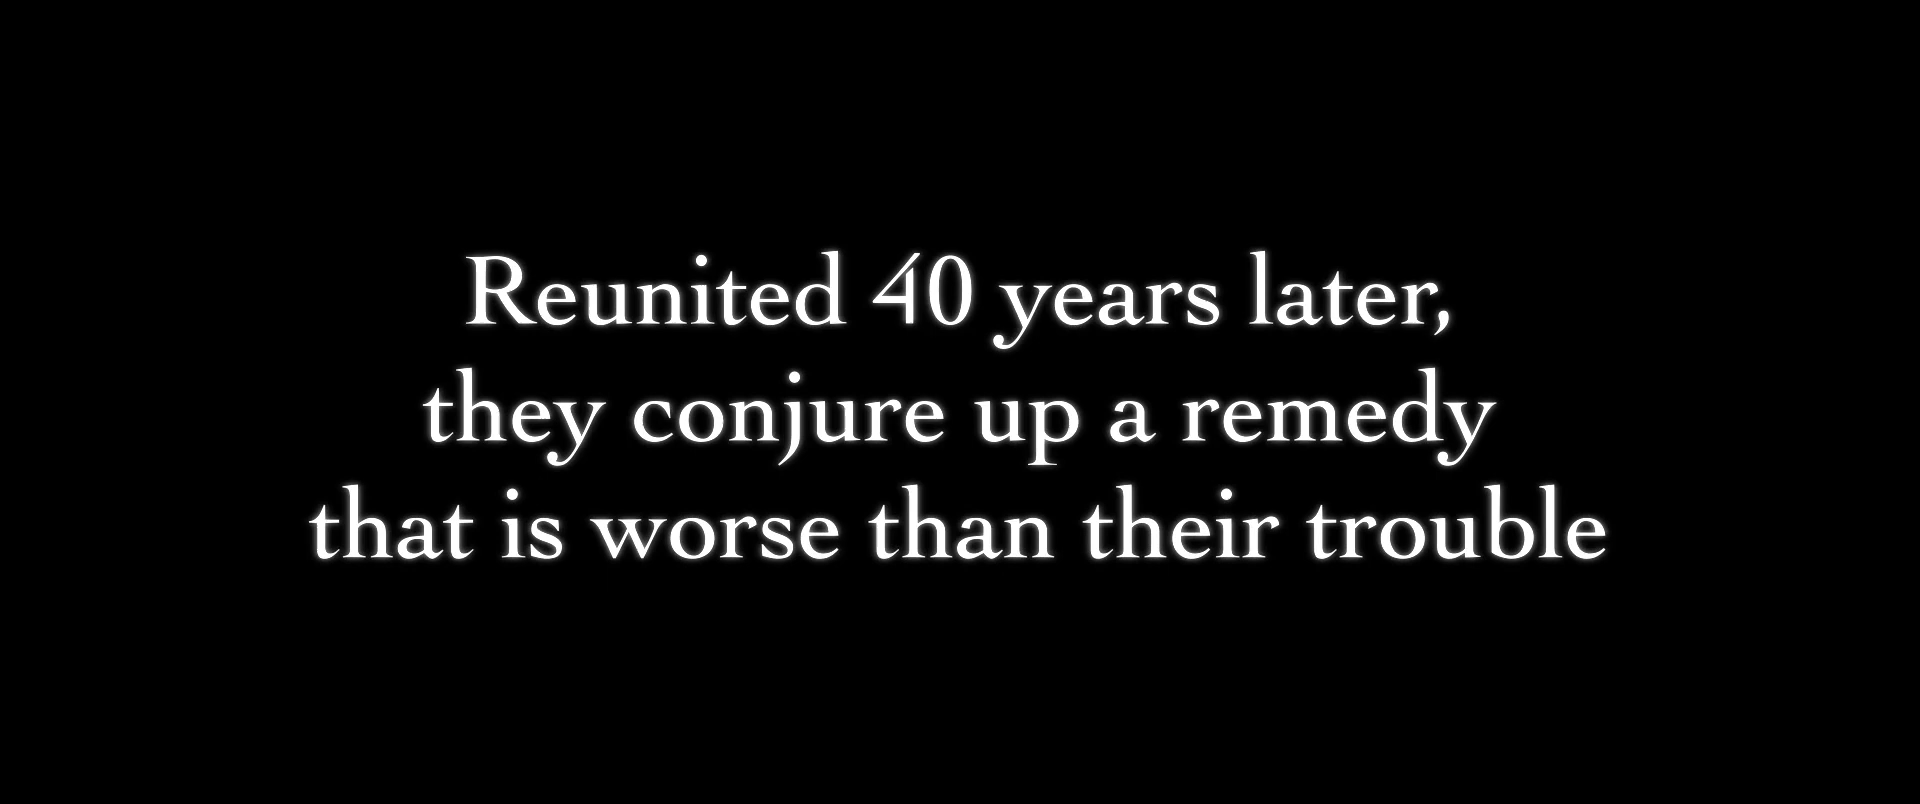 Reunited 40 years later,
they conjure up a remedy
that is worse than their trouble